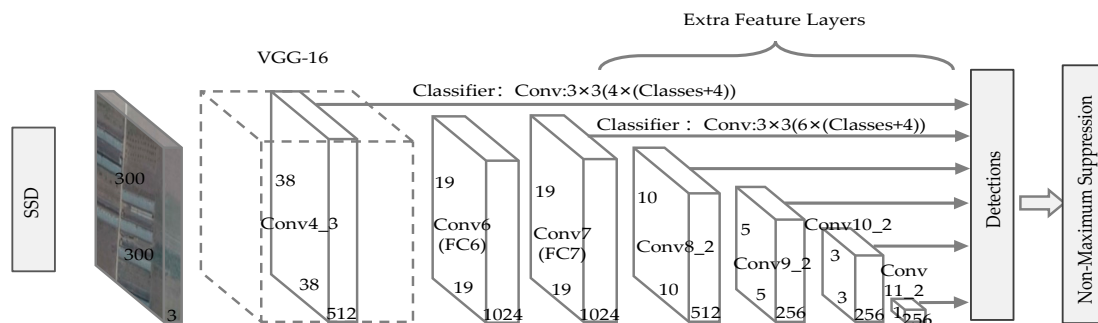 Extra Feature Layers
VGG-16
Classifier：Conv:3×3(4×(Classes+4))
Classifier：Conv:3×3(6×(Classes+4))
SSD
300
300
3
38
Conv4_3
38
512
19
Conv6
(FC6)
19
1024
19
Conv7
(FC7)
19
1024
10
Conv8_2
10
512
5
Conv9_2
5
256
Conv10_2
3
3
256
Conv
11_2
1
256
Detections
Non-Maximum Suppression